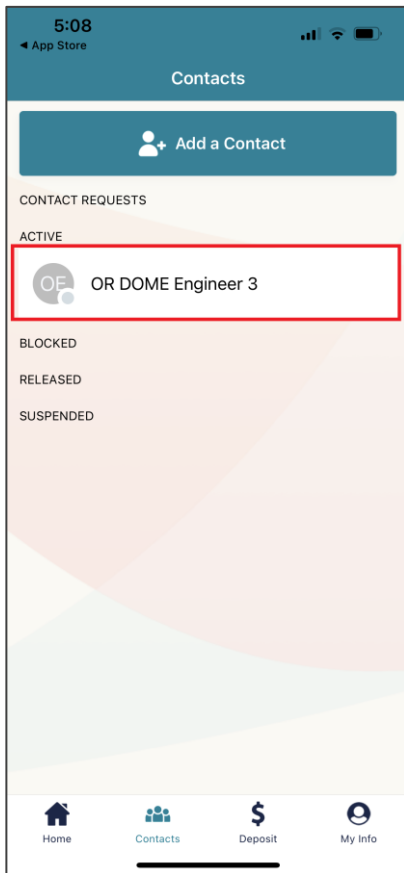 5:08
◀ App Store
Contacts
Add a Contact
CONTACT REQUESTS
ACTIVE
OE
OR DOME Engineer 3
BLOCKED
RELEASED
SUSPENDED
Home Contacts Deposit My Info